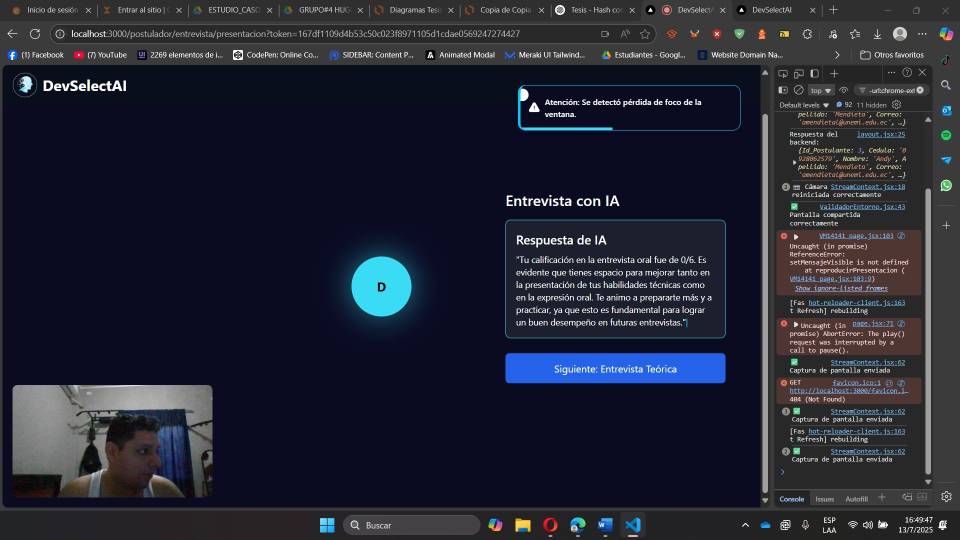 Inicio de sesión
Entrar al sitio | C
ESTUDIO_CASO
GRUPO#4 HUG
Diagramas Tesi
Copia de Copia
Tesis - Hash co
DevSelectAI
DevSelectAI
localhost:3000/postulador/entrevista/presentacion?token=167df1109d4b53c50c023f8971105d1cdae0569247274427
(1) Facebook
(7) YouTube
2269 elementos de i...
CodePen: Online Co...
SIDEBAR: Content P...
Animated Modal
Meraki UI Tailwind...
Estudiantes - Googl...
Website Domain Na...
Otros favoritos
DevSelectAI
Atención: Se detectó pérdida de foco de la
ventana.
Entrevista con IA
Respuesta de IA
"Tu calificación en la entrevista oral fue de 0/6. Es
evidente que tienes espacio para mejorar tanto en
la presentación de tus habilidades técnicas como
en la expresión oral. Te animo a prepararte más y a
practicar, ya que esto es fundamental para lograr
un buen desempeño en futuras entrevistas."|
D
Siguiente: Entrevista Teórica
top
-url:chrome-ext
Default levels
92
11 hidden
pellido: 'Mendieta', Correo:
'amendieta1@unemi.edu.ec', …}
Respuesta del layout.jsx:25
backend:
{Id_Postulante: 3, Cedula: '0
928062579', Nombre: 'Andy', A
pellido: 'Mendieta', Correo:
'amendieta1@unemi.edu.ec', …}
2 Cámara StreamContext.jsx:18
reiniciada correctamente
ValidadorEntorno.jsx:43
Pantalla compartida
correctamente
VM14141 page.jsx:103
Uncaught (in promise)
ReferenceError:
setMensajeVisible is not defined
at reproducirPresentacion (
VM14141 page.jsx:103:9)
Show ignore-listed frames
[Fas hot-reloader-client.js:163
t Refresh] rebuilding
Uncaught (in page.jsx:71
promise) AbortError: The play()
request was interrupted by a
call to pause().
StreamContext.jsx:62
Captura de pantalla enviada
GET favicon.ico:1
http://localhost:3000/favicon.i…
404 (Not Found)
3 StreamContext.jsx:62
Captura de pantalla enviada
[Fas hot-reloader-client.js:163
t Refresh] rebuilding
2 StreamContext.jsx:62
Captura de pantalla enviada
Console
Issues
Autofill
Buscar
ESP
LAA
16:49:47
13/7/2025